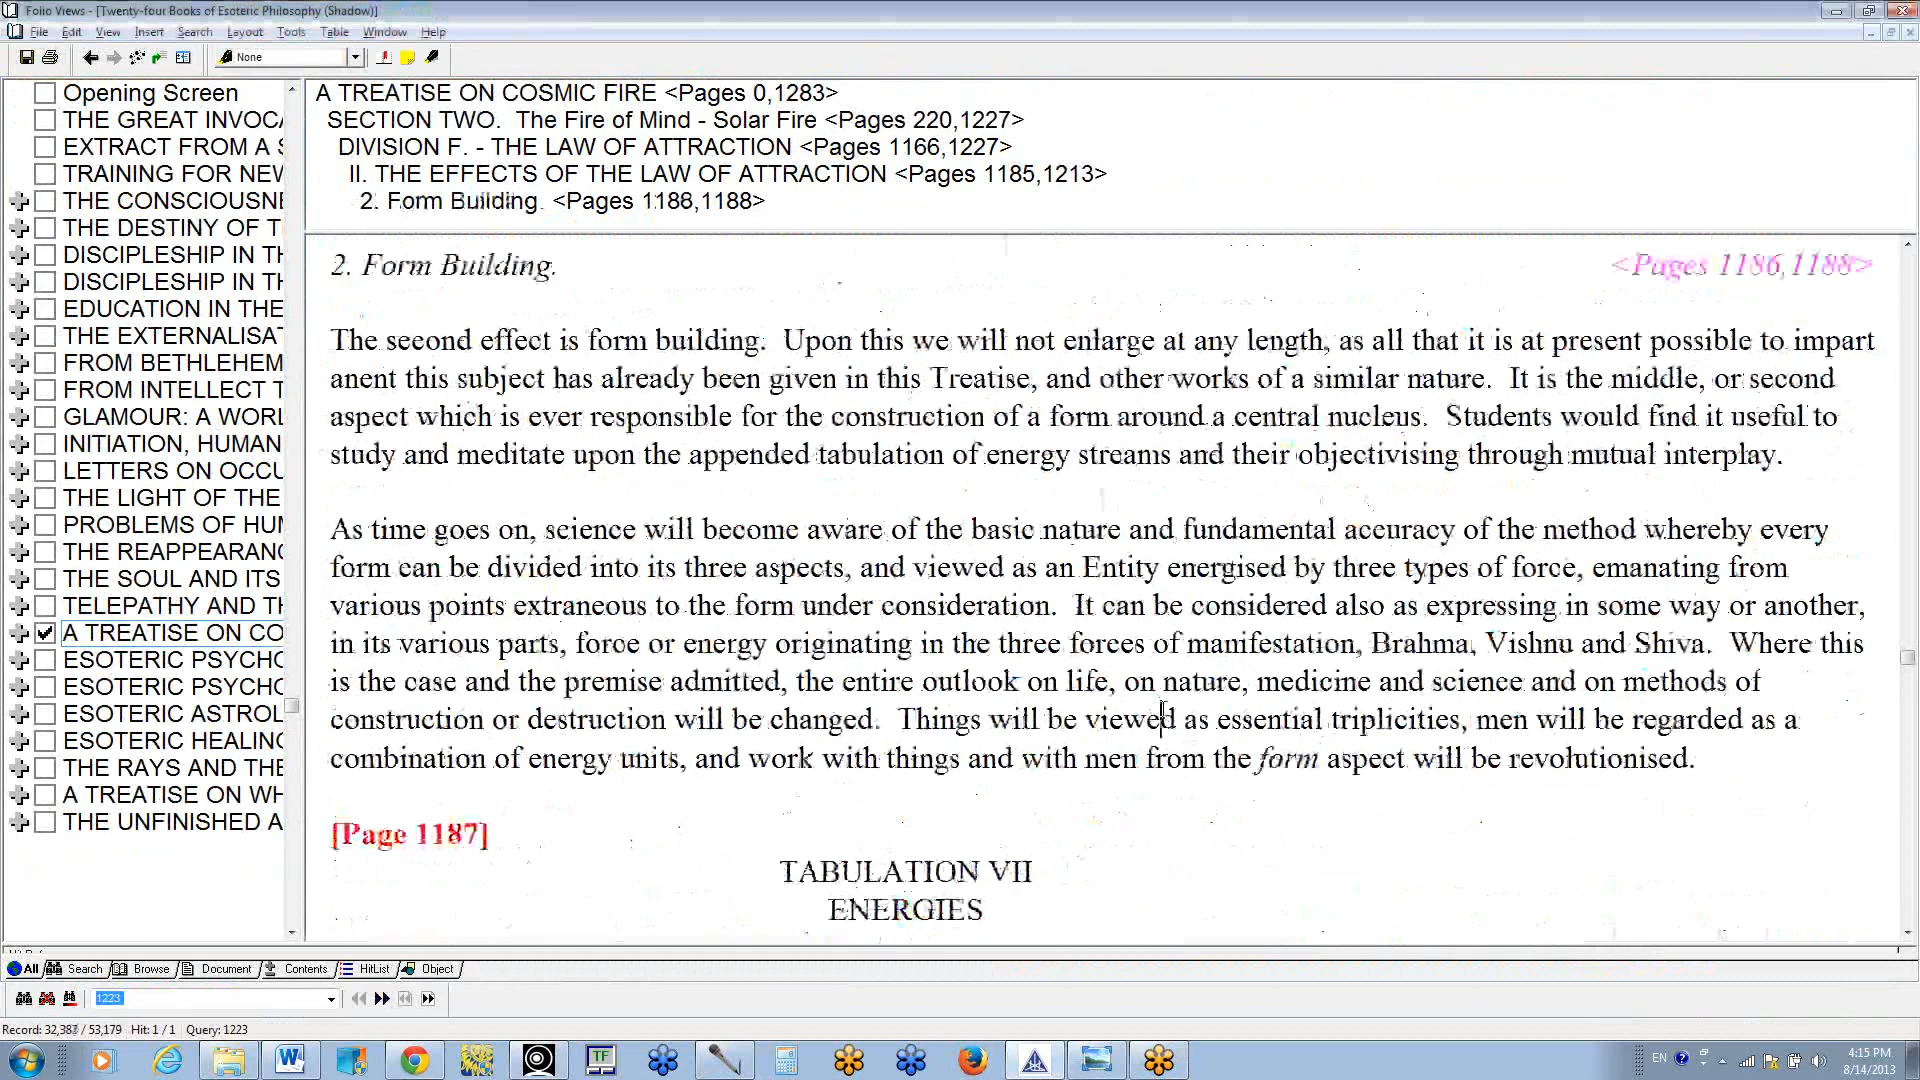 Folio Views - [Twenty-four Books of Esoteric Philosophy (Shadow)]
File Edit View Insert Search Layout Tools Table Window Help
None
Opening Screen
THE GREAT INVOCA
EXTRACT FROM A S
TRAINING FOR NEW
THE CONSCIOUSNE
THE DESTINY OF T
DISCIPLESHIP IN TH
DISCIPLESHIP IN TH
EDUCATION IN THE
THE EXTERNALISAT
FROM BETHLEHEM
FROM INTELLECT T
GLAMOUR: A WORL
INITIATION, HUMAN
LETTERS ON OCCU
THE LIGHT OF THE
PROBLEMS OF HUM
THE REAPPEARANC
THE SOUL AND ITS
TELEPATHY AND TH
A TREATISE ON CO
ESOTERIC PSYCHO
ESOTERIC PSYCHO
ESOTERIC ASTROL
ESOTERIC HEALING
THE RAYS AND THE
A TREATISE ON WH
THE UNFINISHED A
A TREATISE ON COSMIC FIRE <Pages 0,1283>
SECTION TWO. The Fire of Mind - Solar Fire <Pages 220,1227>
DIVISION F. - THE LAW OF ATTRACTION <Pages 1166,1227>
II. THE EFFECTS OF THE LAW OF ATTRACTION <Pages 1185,1213>
2. Form Building. <Pages 1188,1188>
2. Form Building. <Pages 1186,1188>
The second effect is form building. Upon this we will not enlarge at any length, as all that it is at present possible to impart
anent this subject has already been given in this Treatise, and other works of a similar nature. It is the middle, or second
aspect which is ever responsible for the construction of a form around a central nucleus. Students would find it useful to
study and meditate upon the appended tabulation of energy streams and their objectivising through mutual interplay.
As time goes on, science will become aware of the basic nature and fundamental accuracy of the method whereby every
form can be divided into its three aspects, and viewed as an Entity energised by three types of force, emanating from
various points extraneous to the form under consideration. It can be considered also as expressing in some way or another,
in its various parts, force or energy originating in the three forces of manifestation, Brahma, Vishnu and Shiva. Where this
is the case and the premise admitted, the entire outlook on life, on nature, medicine and science and on methods of
construction or destruction will be changed. Things will be viewed as essential triplicities, men will be regarded as a
combination of energy units, and work with things and with men from the form aspect will be revolutionised.
[Page 1187]
TABULATION VII
ENERGIES
All Search Browse Document Contents HitList Object
1223
Record: 32,387 / 53,179 Hit: 1 / 1 Query: 1223
TF
EN
4:15 PM
8/14/2013